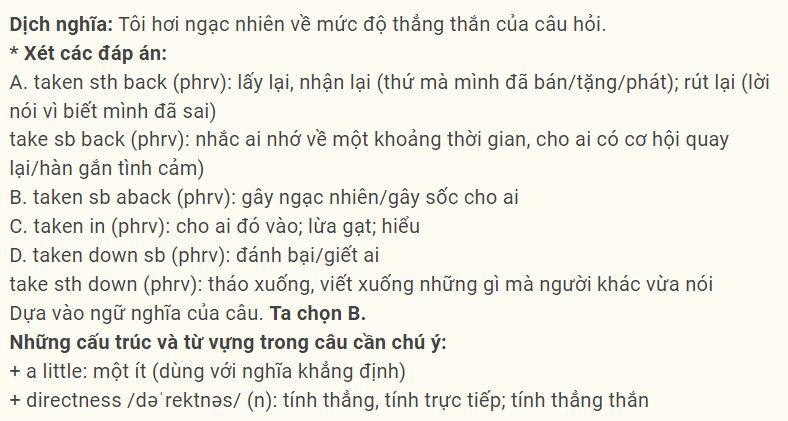 Dịch nghĩa: Tôi hơi ngạc nhiên về mức độ thẳng thắn của câu hỏi.
* Xét các đáp án:
A. taken sth back (phrv): lấy lại, nhận lại (thứ mà mình đã bán/tặng/phát); rút lại (lời
nói vì biết mình đã sai)
take sb back (phrv): nhắc ai nhớ về một khoảng thời gian, cho ai có cơ hội quay
lại/hàn gắn tình cảm)
B. taken sb aback (phrv): gây ngạc nhiên/gây sốc cho ai
C. taken in (phrv): cho ai đó vào; lừa gạt; hiểu
D. taken down sb (phrv): đánh bại/giết ai
take sth down (phrv): tháo xuống, viết xuống những gì mà người khác vừa nói
Dựa vào ngữ nghĩa của câu. Ta chọn B.
Những cấu trúc và từ vựng trong câu cần chú ý:
+ a little: một ít (dùng với nghĩa khẳng định)
+ directness /dəˈrektnəs/ (n): tính thẳng, tính trực tiếp; tính thẳng thắn